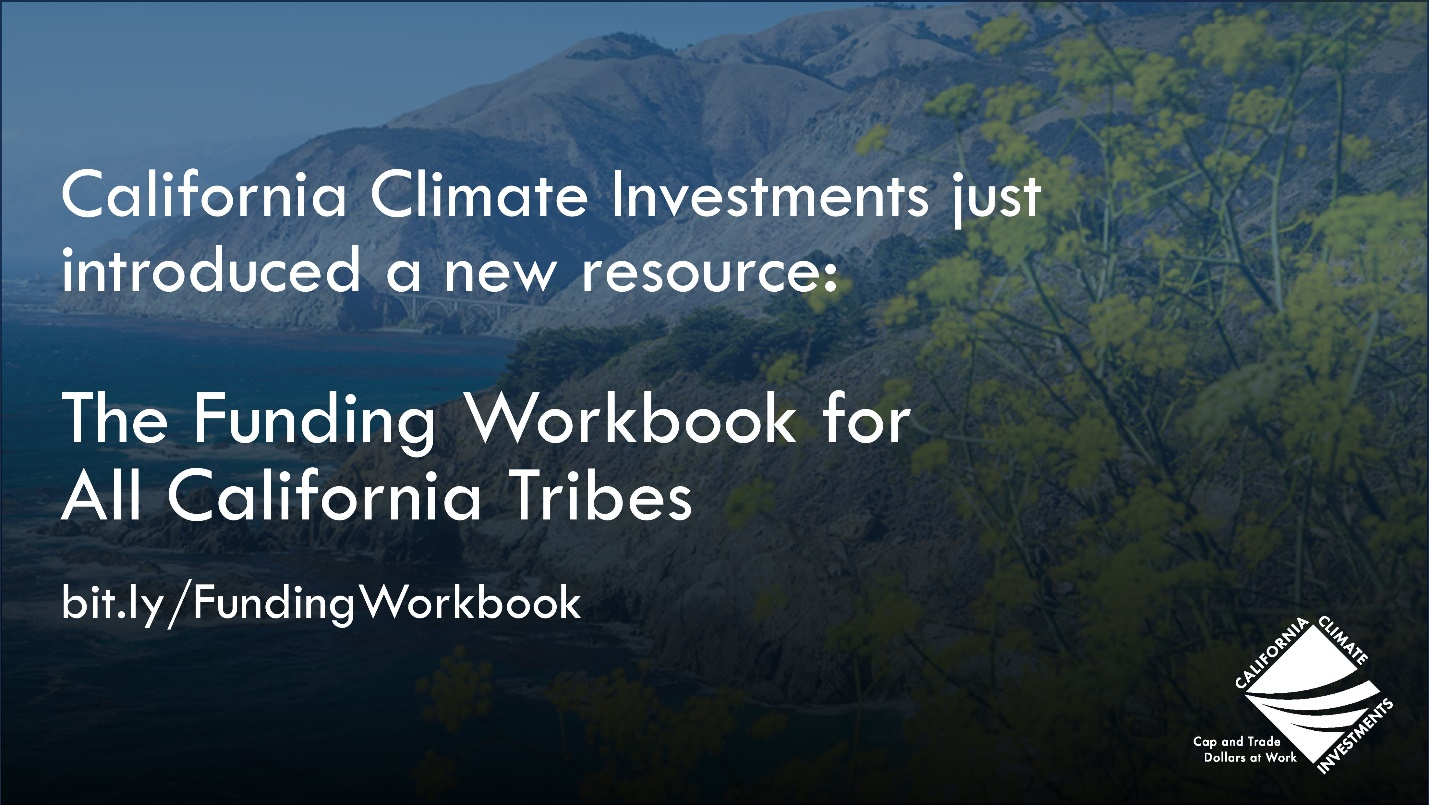 California Climate Investments just
introduced a new resource:
The Funding Workbook for
All California Tribes
bit.ly/FundingWorkbook
CALIFORNIA CLIMATE
INVESTMENTS
Cap and Trade
Dollars at Work